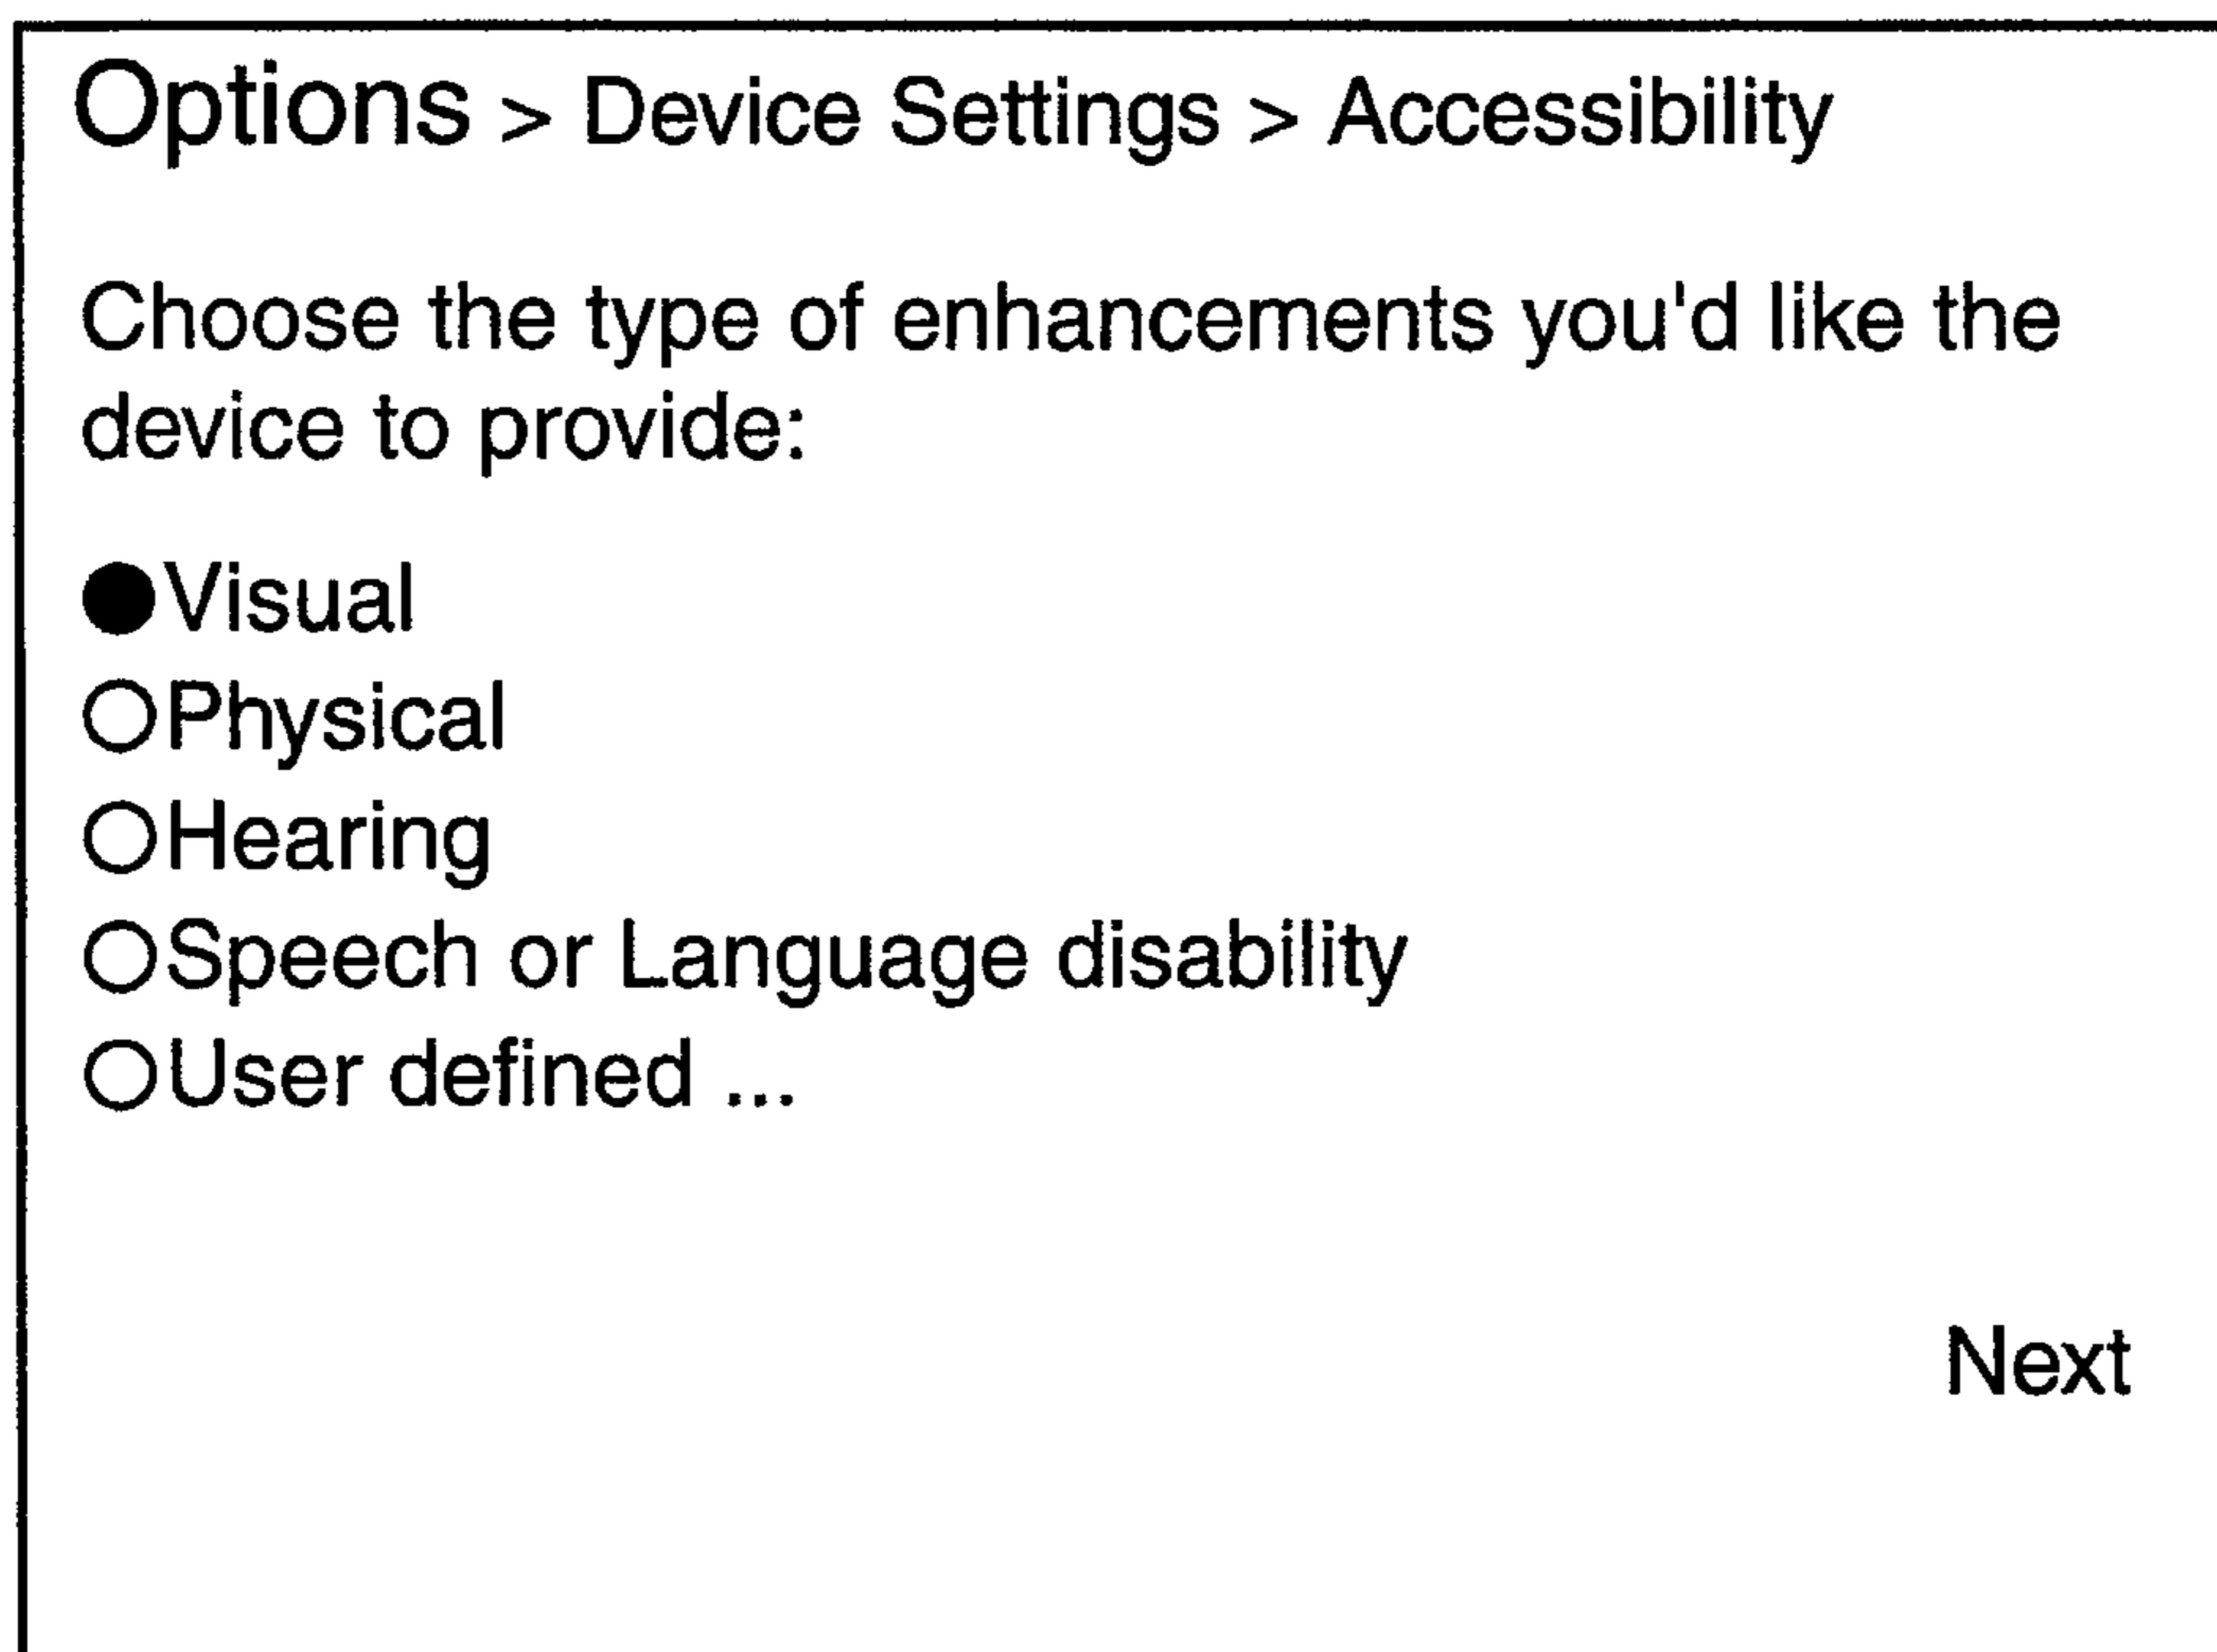 Options > Device Settings > Accessibility
Choose the type of enhancements you'd like the
device to provide:
Visual
Physical
Hearing
Speech or Language disability
User defined ...
Next